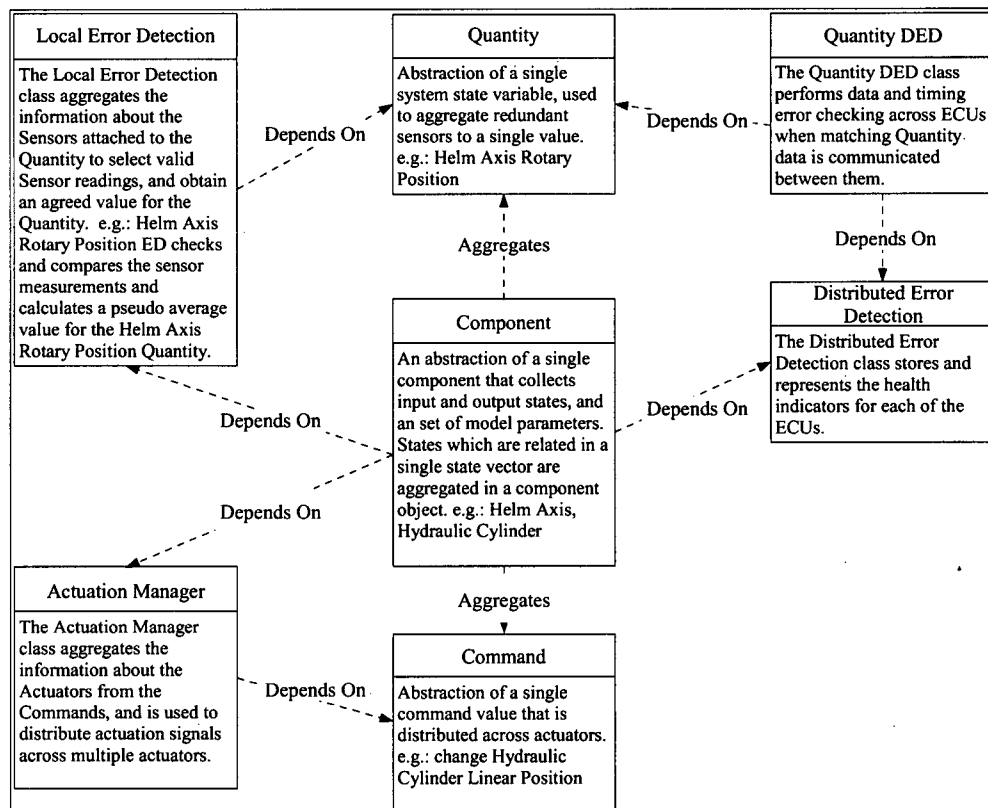 Local Error Detection
The Local Error Detection
class aggregates the
information about the
Sensors attached to the
Quantity to select valid
Sensor readings, and obtain
an agreed value for the
Quantity. e.g.: Helm Axis
Rotary Position ED checks
and compares the sensor
measurements and
calculates a pseudo average
value for the Helm Axis
Rotary Position Quantity.
Depends On
Quantity
Abstraction of a single
system state variable, used
to aggregate redundant
sensors to a single value.
e.g.: Helm Axis Rotary
Position
Depends On
Quantity DED
The Quantity DED class
performs data and timing
error checking across ECUs
when matching Quantity
data is communicated
between them.
Aggregates
Depends On
Component
An abstraction of a single
component that collects
input and output states, and
an set of model parameters.
States which are related in a
single state vector are
aggregated in a component
object. e.g.: Helm Axis,
Hydraulic Cylinder
Distributed Error
Detection
The Distributed Error
Detection class stores and
represents the health
indicators for each of the
ECUs.
Depends On
Depends On
Depends On
Actuation Manager
The Actuation Manager
class aggregates the
information about the
Actuators from the
Commands, and is used to
distribute actuation signals
across multiple actuators.
Aggregates
Depends On
Command
Abstraction of a single
command value that is
distributed across actuators.
e.g.: change Hydraulic
Cylinder Linear Position